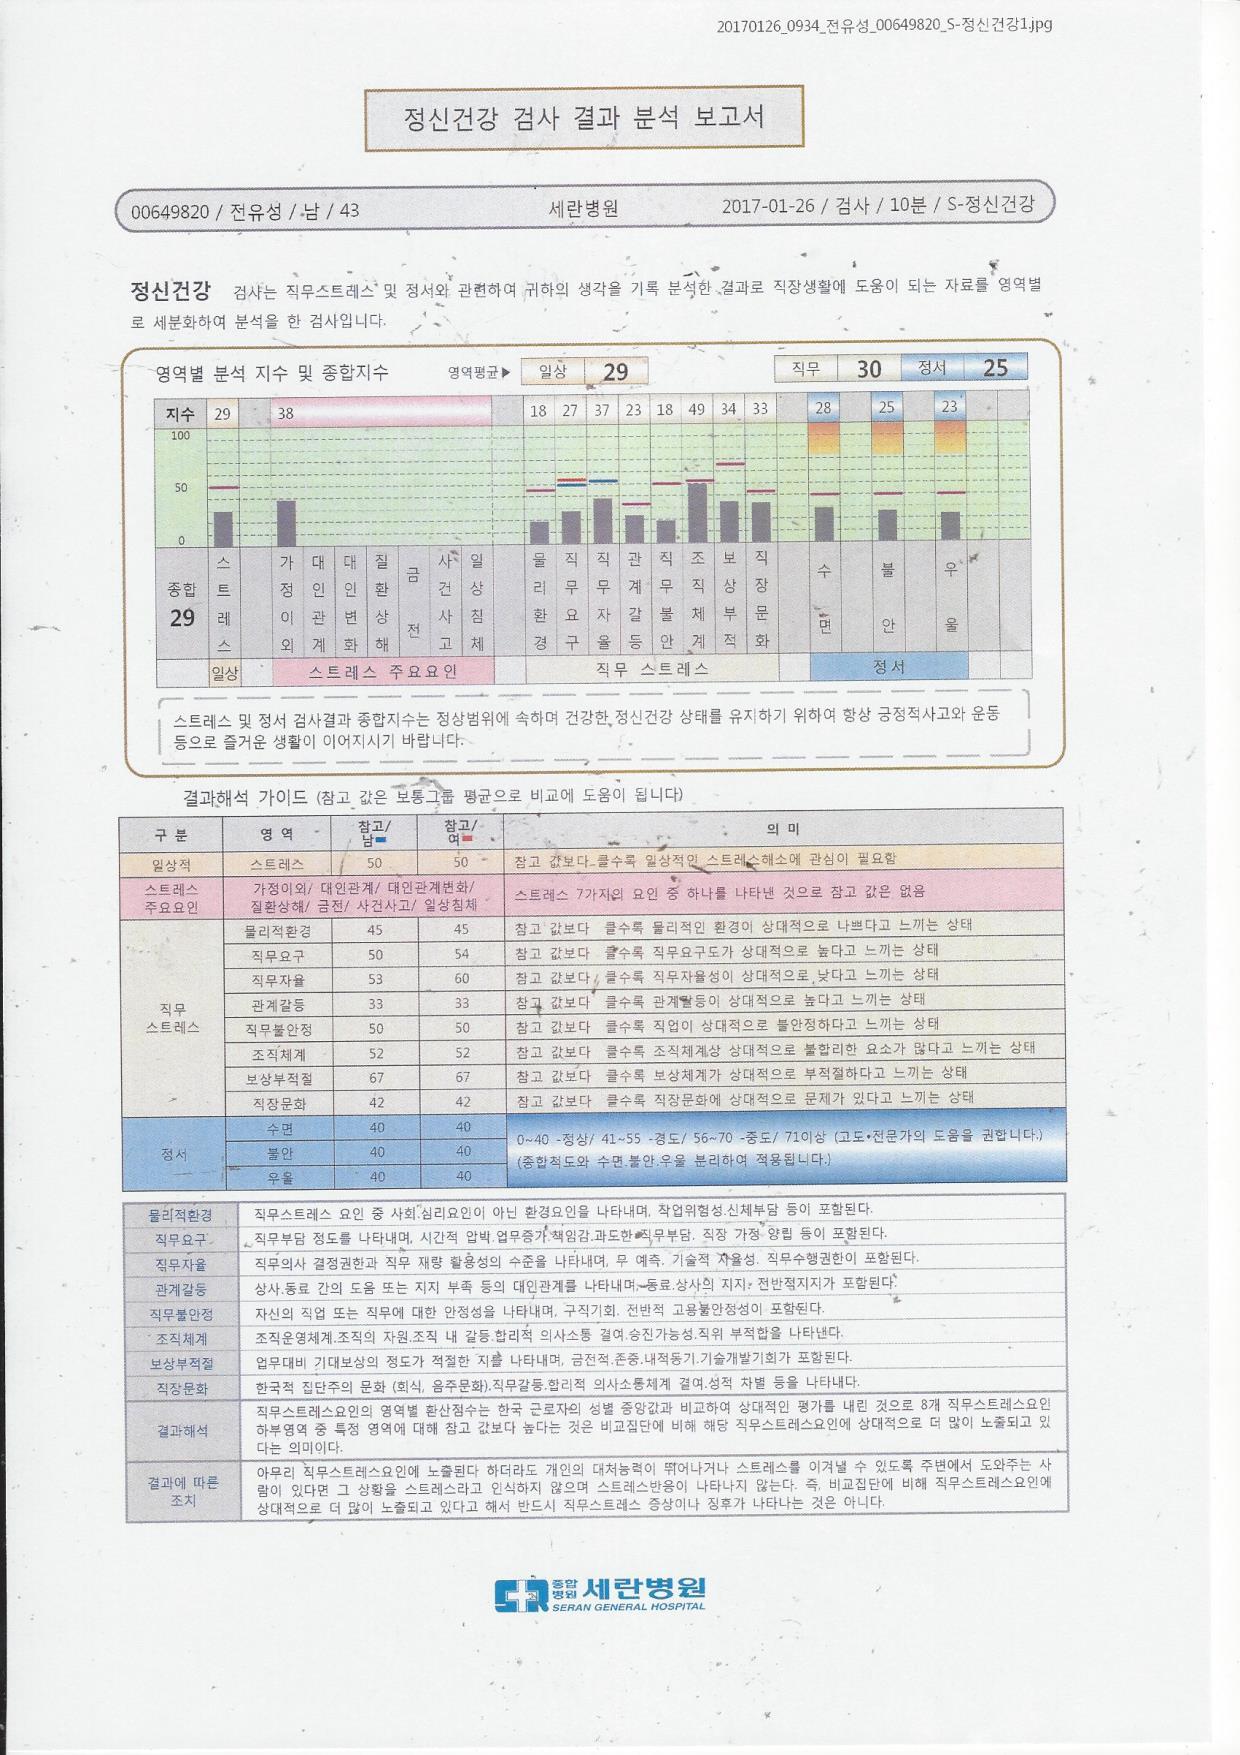 20170126_0934_전유성_00649820_S-정신건강1.jpg
정신건강 검사 결과 분석 보고서
00649820 / 전유성 / 남 / 43 세란병원 2017-01-26 / 검사 / 10분 / S-정신건강
정신건강 검사는 직무스트레스 및 정서와 관련하여 귀하의 생각을 기록 분석한 결과로 직장생활에 도움이 되는 자료를 영역별
로 세분화하여 분석을 한 검사입니다.
영역별 분석 지수 및 종합지수 영역평균▶ 일상 29 직무 30 정서 25
지수 29 38 18 27 37 23 18 49 34 33 28 25 23
100
50
0
종합 29 스트레스 가정이외 대인관계 대인변화 질환상해 금전 사건사고 일상침체 물리환경 직무요구 직무자율 관계갈등 직무불안 조직체계 보상부적 직장문화 수면 불안 우울
일상 스트레스 주요요인 직무 스트레스 정서
스트레스 및 정서 검사결과 종합지수는 정상범위에 속하며 건강한 정신건강 상태를 유지하기 위하여 항상 긍정적사고와 운동
등으로 즐거운 생활이 이어지시기 바랍니다.
결과해석 가이드 (참고 값은 보통그룹 평균으로 비교에 도움이 됩니다)
구 분 영 역 참고/남 참고/여 의 미
일상적 스트레스 50 50 참고 값보다 클수록 일상적인 스트레스해소에 관심이 필요함
스트레스 주요요인 가정이외/ 대인관계/ 대인관계변화/ 스트레스 7가지의 요인 중 하나를 나타낸 것으로 참고 값은 없음
질환상해/ 금전/ 사건사고/ 일상침체
직무 스트레스
물리적환경 45 45 참고 값보다 클수록 물리적인 환경이 상대적으로 나쁘다고 느끼는 상태
직무요구 50 54 참고 값보다 클수록 직무요구도가 상대적으로 높다고 느끼는 상태
직무자율 53 60 참고 값보다 클수록 직무자율성이 상대적으로 낮다고 느끼는 상태
관계갈등 33 33 참고 값보다 클수록 관계갈등이 상대적으로 높다고 느끼는 상태
직무불안정 50 50 참고 값보다 클수록 직업이 상대적으로 불안정하다고 느끼는 상태
조직체계 52 52 참고 값보다 클수록 조직체계상 상대적으로 불합리한 요소가 많다고 느끼는 상태
보상부적절 67 67 참고 값보다 클수록 보상체계가 상대적으로 부적절하다고 느끼는 상태
직장문화 42 42 참고 값보다 클수록 직장문화에 상대적으로 문제가 있다고 느끼는 상태
정서
수면 40 40 0~40 -정상/ 41~55 -경도/ 56~70 -중도/ 71이상 (고도•전문가의 도움을 권합니다.)
불안 40 40 (종합척도와 수면.불안.우울 분리하여 적용됩니다.)
우울 40 40
물리적환경 직무스트레스 요인 중 사회.심리요인이 아닌 환경요인을 나타내며, 작업위험성.신체부담 등이 포함된다.
직무요구 직무부담 정도를 나타내며, 시간적 압박.업무증가.책임감.과도한 직무부담. 직장 가정 양립 등이 포함된다.
직무자율 직무의사 결정권한과 직무 재량 활용성의 수준을 나타내며, 무 예측. 기술적 자율성. 직무수행권한이 포함된다.
관계갈등 상사.동료 간의 도움 또는 지지 부족 등의 대인관계를 나타내며, 동료.상사의 지지. 전반적지지가 포함된다.
직무불안정 자신의 직업 또는 직무에 대한 안정성을 나타내며, 구직기회. 전반적 고용불안정성이 포함된다.
조직체계 조직운영체계.조직의 자원.조직 내 갈등.합리적 의사소통 결여.승진가능성.직위 부적합을 나타낸다.
보상부적절 업무대비 기대보상의 정도가 적절한 지를 나타내며, 금전적.존중.내적동기.기술개발기회가 포함된다.
직장문화 한국적 집단주의 문화 (회식, 음주문화).직무갈등.합리적 의사소통체계 결여.성적 차별 등을 나타내다.
결과해석 직무스트레스요인의 영역별 환산점수는 한국 근로자의 성별 중앙값과 비교하여 상대적인 평가를 내린 것으로 8개 직무스트레스요인
하부영역 중 특정 영역에 대해 참고 값보다 높다는 것은 비교집단에 비해 해당 직무스트레스요인에 상대적으로 더 많이 노출되고 있
다는 의미이다.
결과에 따른 조치 아무리 직무스트레스요인에 노출된다 하더라도 개인의 대처능력이 뛰어나거나 스트레스를 이겨낼 수 있도록 주변에서 도와주는 사
람이 있다면 그 상황을 스트레스라고 인식하지 않으며 스트레스반응이 나타나지 않는다. 즉, 비교집단에 비해 직무스트레스요인에
상대적으로 더 많이 노출되고 있다고 해서 반드시 직무스트레스 증상이나 징후가 나타나는 것은 아니다.
종합병원 세란병원
SERAN GENERAL HOSPITAL